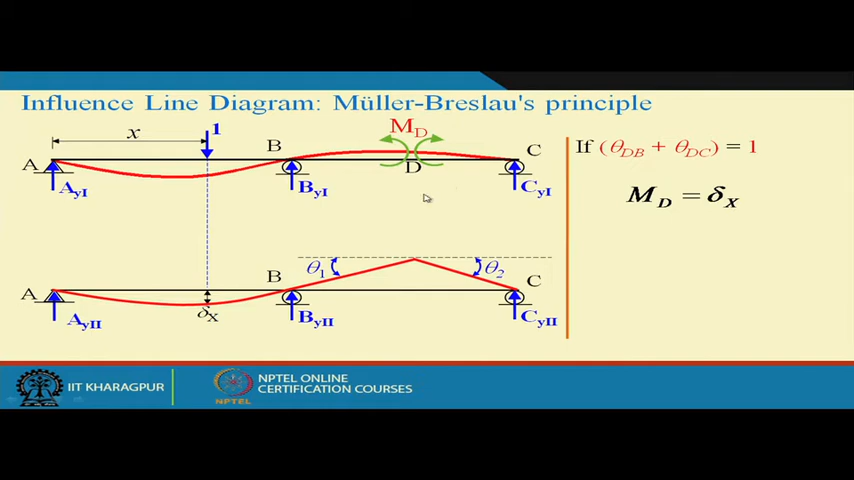 Influence Line Diagram: Müller-Breslau's principle
x
1
M_D
A
B
D
C
A_yI
B_yI
C_yI
If (θ_DB + θ_DC) = 1
M_D = δ_X
A
B
C
θ_1
θ_2
δ_X
A_yII
B_yII
C_yII
IIT KHARAGPUR
NPTEL
NPTEL ONLINE
CERTIFICATION COURSES